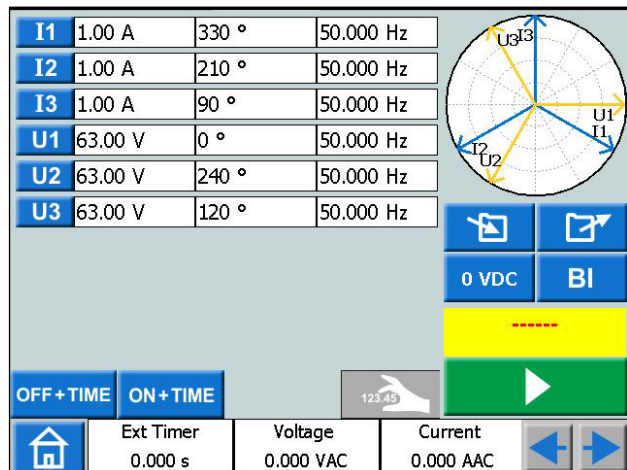 I1 1.00 A 330 ° 50.000 Hz
I2 1.00 A 210 ° 50.000 Hz
I3 1.00 A 90 ° 50.000 Hz
U1 63.00 V 0 ° 50.000 Hz
U2 63.00 V 240 ° 50.000 Hz
U3 63.00 V 120 ° 50.000 Hz
U3 I3
U1
I1
I2
U2
0 VDC BI
------
OFF+TIME ON+TIME 123.45
Ext Timer Voltage Current
0.000 s 0.000 VAC 0.000 AAC